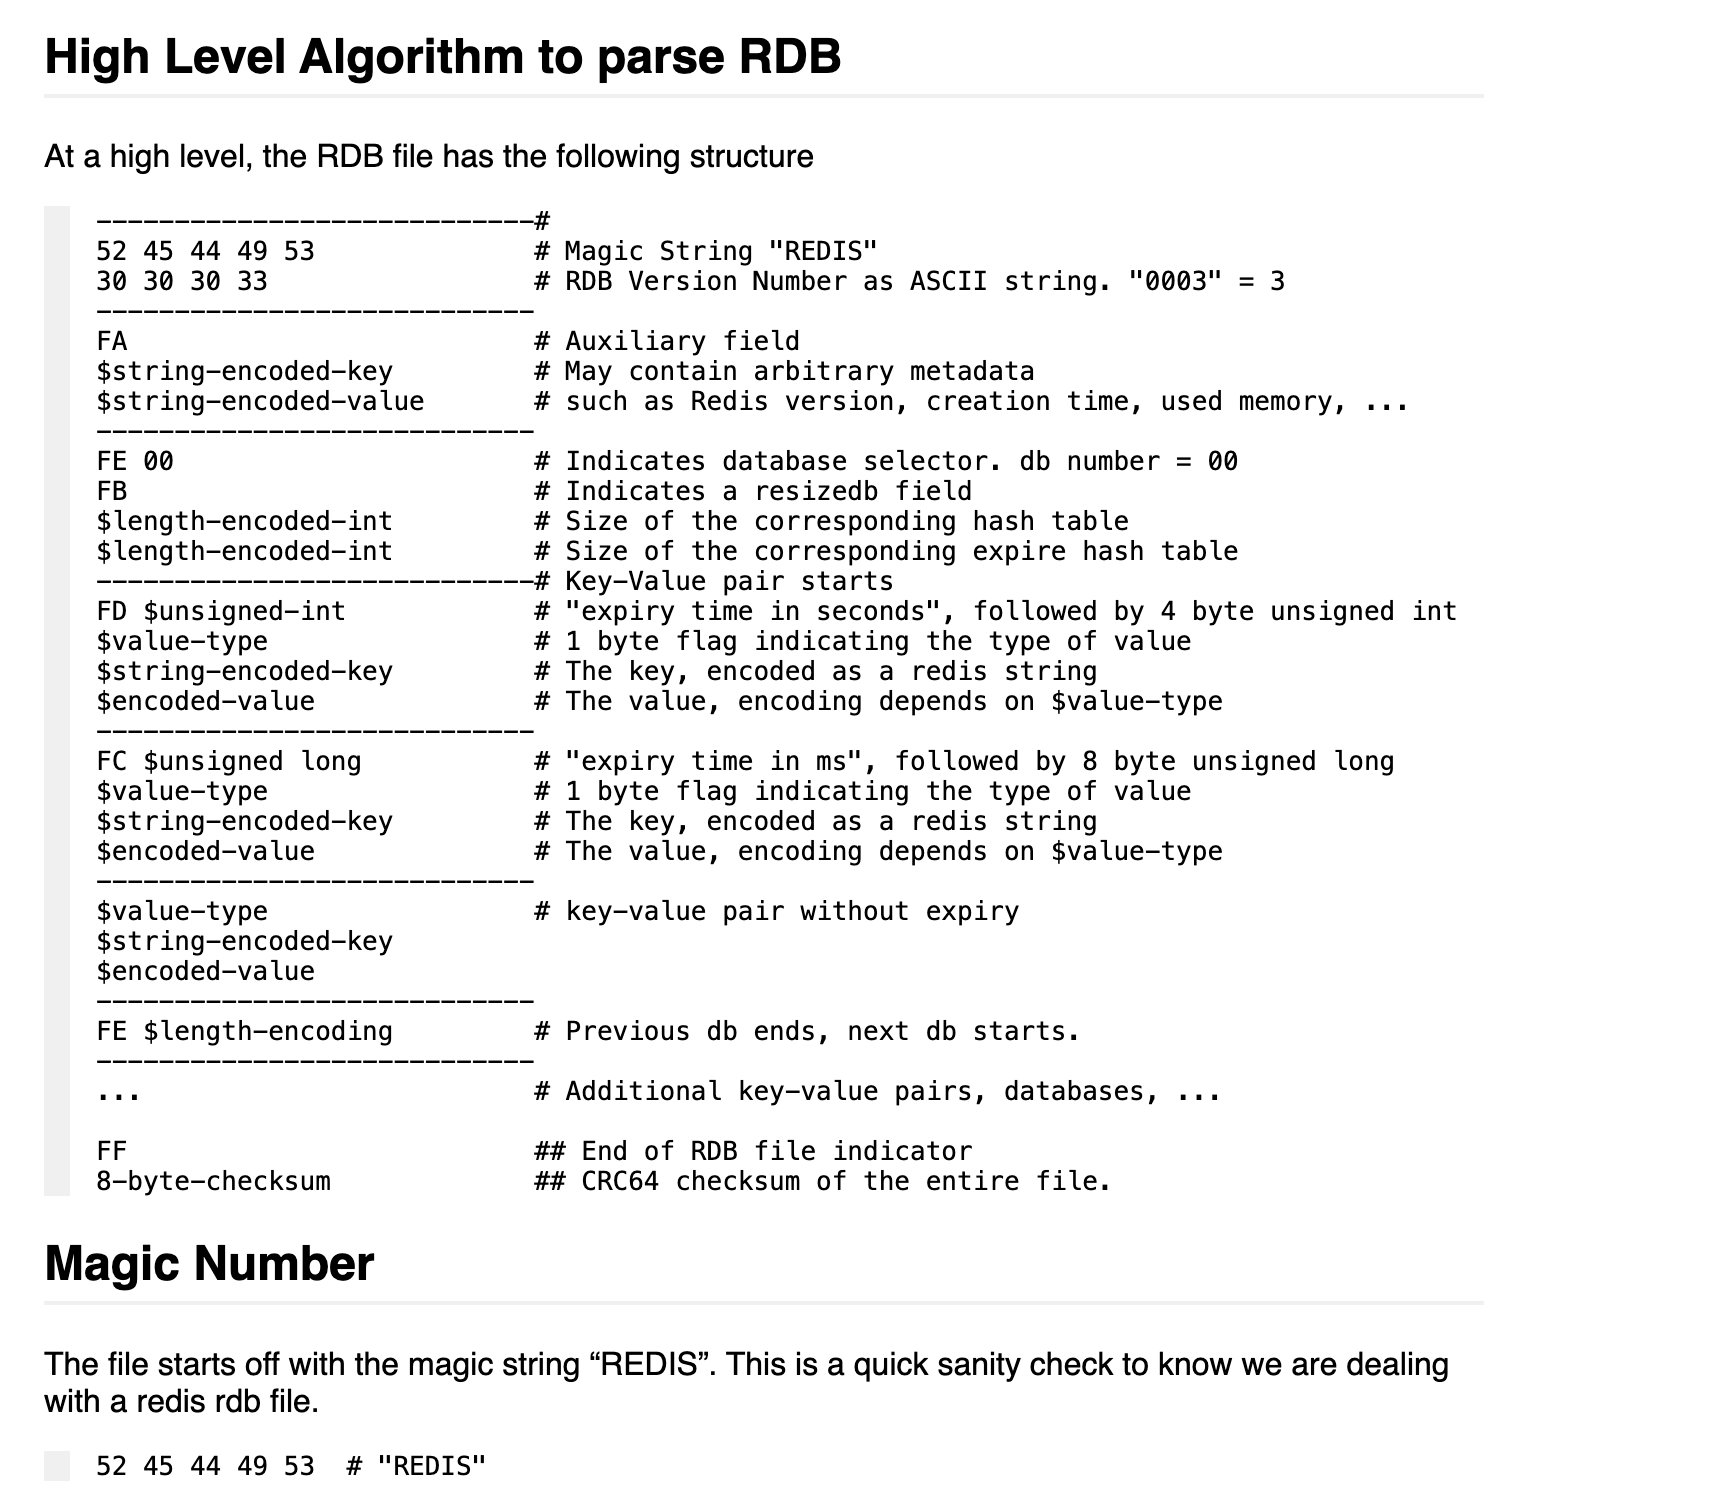 High Level Algorithm to parse RDB
At a high level, the RDB file has the following structure
----------------------------#
52 45 44 49 53              # Magic String "REDIS"
30 30 30 33                 # RDB Version Number as ASCII string. "0003" = 3
----------------------------
FA                          # Auxiliary field
$string-encoded-key         # May contain arbitrary metadata
$string-encoded-value       # such as Redis version, creation time, used memory, ...
----------------------------
FE 00                       # Indicates database selector. db number = 00
FB                          # Indicates a resizedb field
$length-encoded-int         # Size of the corresponding hash table
$length-encoded-int         # Size of the corresponding expire hash table
----------------------------# Key-Value pair starts
FD $unsigned-int            # "expiry time in seconds", followed by 4 byte unsigned int
$value-type                 # 1 byte flag indicating the type of value
$string-encoded-key         # The key, encoded as a redis string
$encoded-value              # The value, encoding depends on $value-type
----------------------------
FC $unsigned long           # "expiry time in ms", followed by 8 byte unsigned long
$value-type                 # 1 byte flag indicating the type of value
$string-encoded-key         # The key, encoded as a redis string
$encoded-value              # The value, encoding depends on $value-type
----------------------------
$value-type                 # key-value pair without expiry
$string-encoded-key
$encoded-value
----------------------------
FE $length-encoding         # Previous db ends, next db starts.
----------------------------
...                         # Additional key-value pairs, databases, ...
FF                          ## End of RDB file indicator
8-byte-checksum             ## CRC64 checksum of the entire file.
Magic Number
The file starts off with the magic string “REDIS”. This is a quick sanity check to know we are dealing
with a redis rdb file.
52 45 44 49 53  # "REDIS"